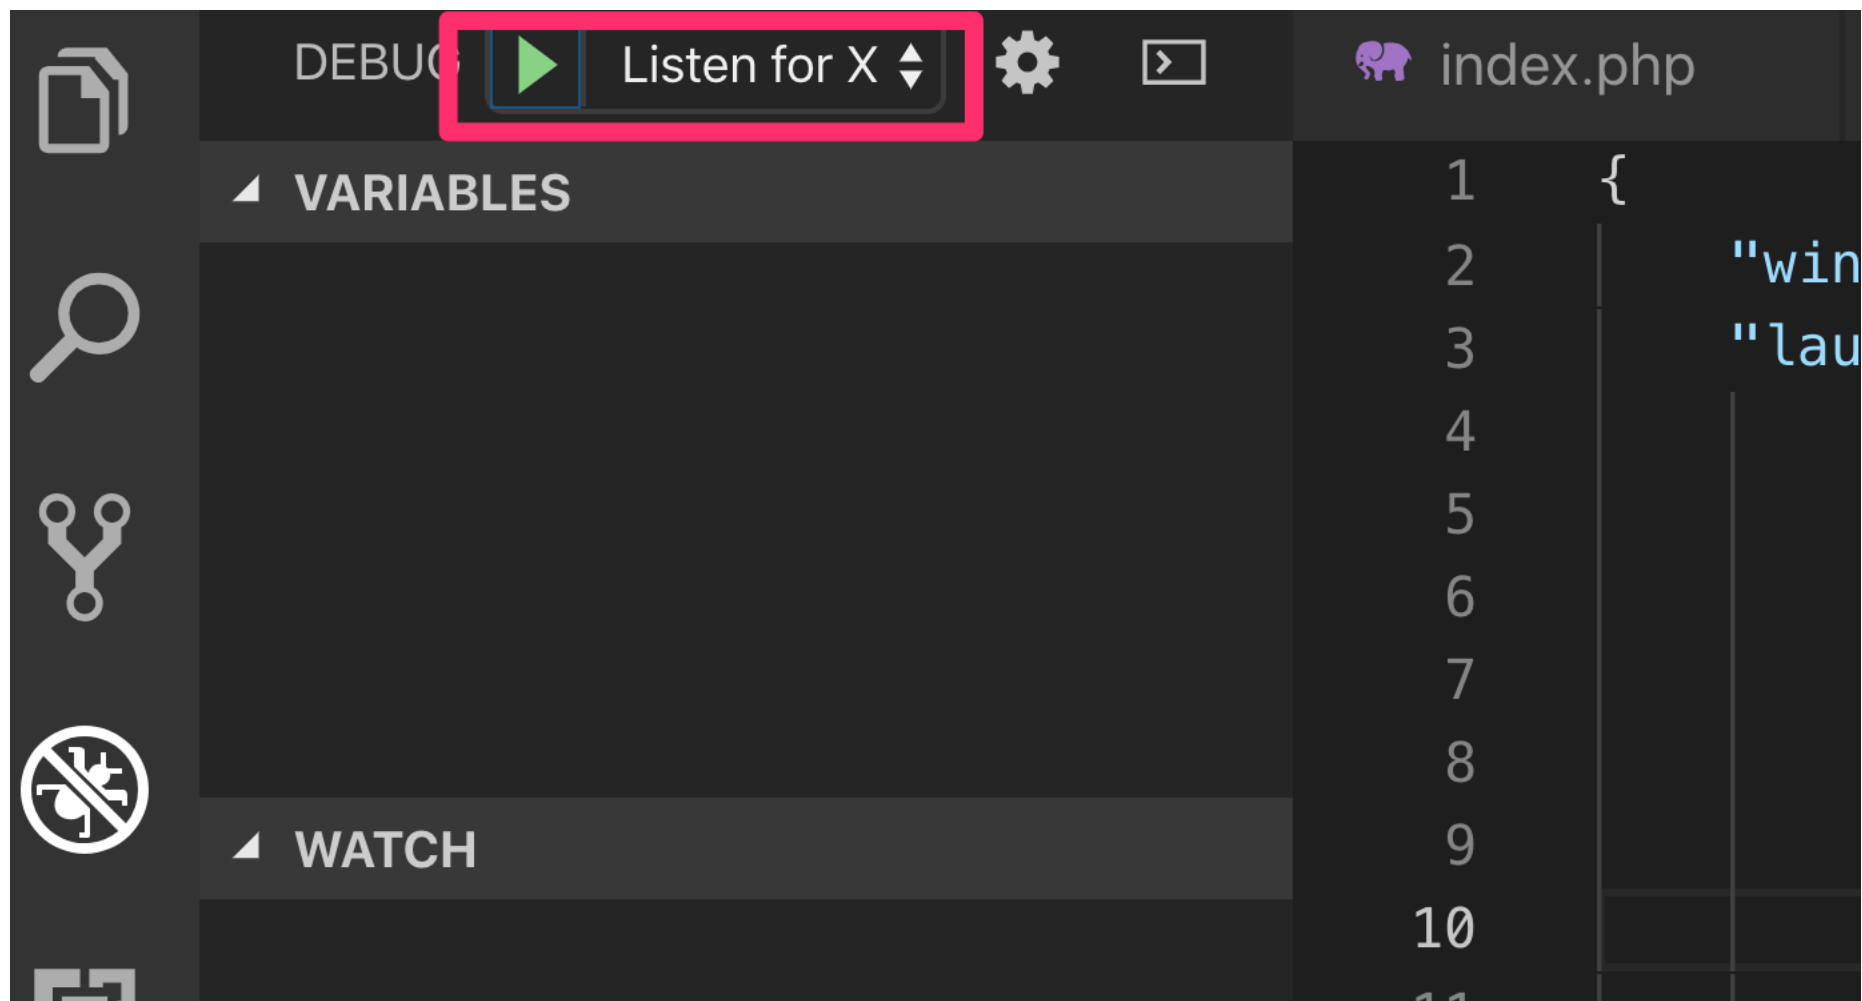 DEBUG Listen for X
index.php
VARIABLES
WATCH
1 {
2 "win
3 "lau
4
5
6
7
8
9
10
11